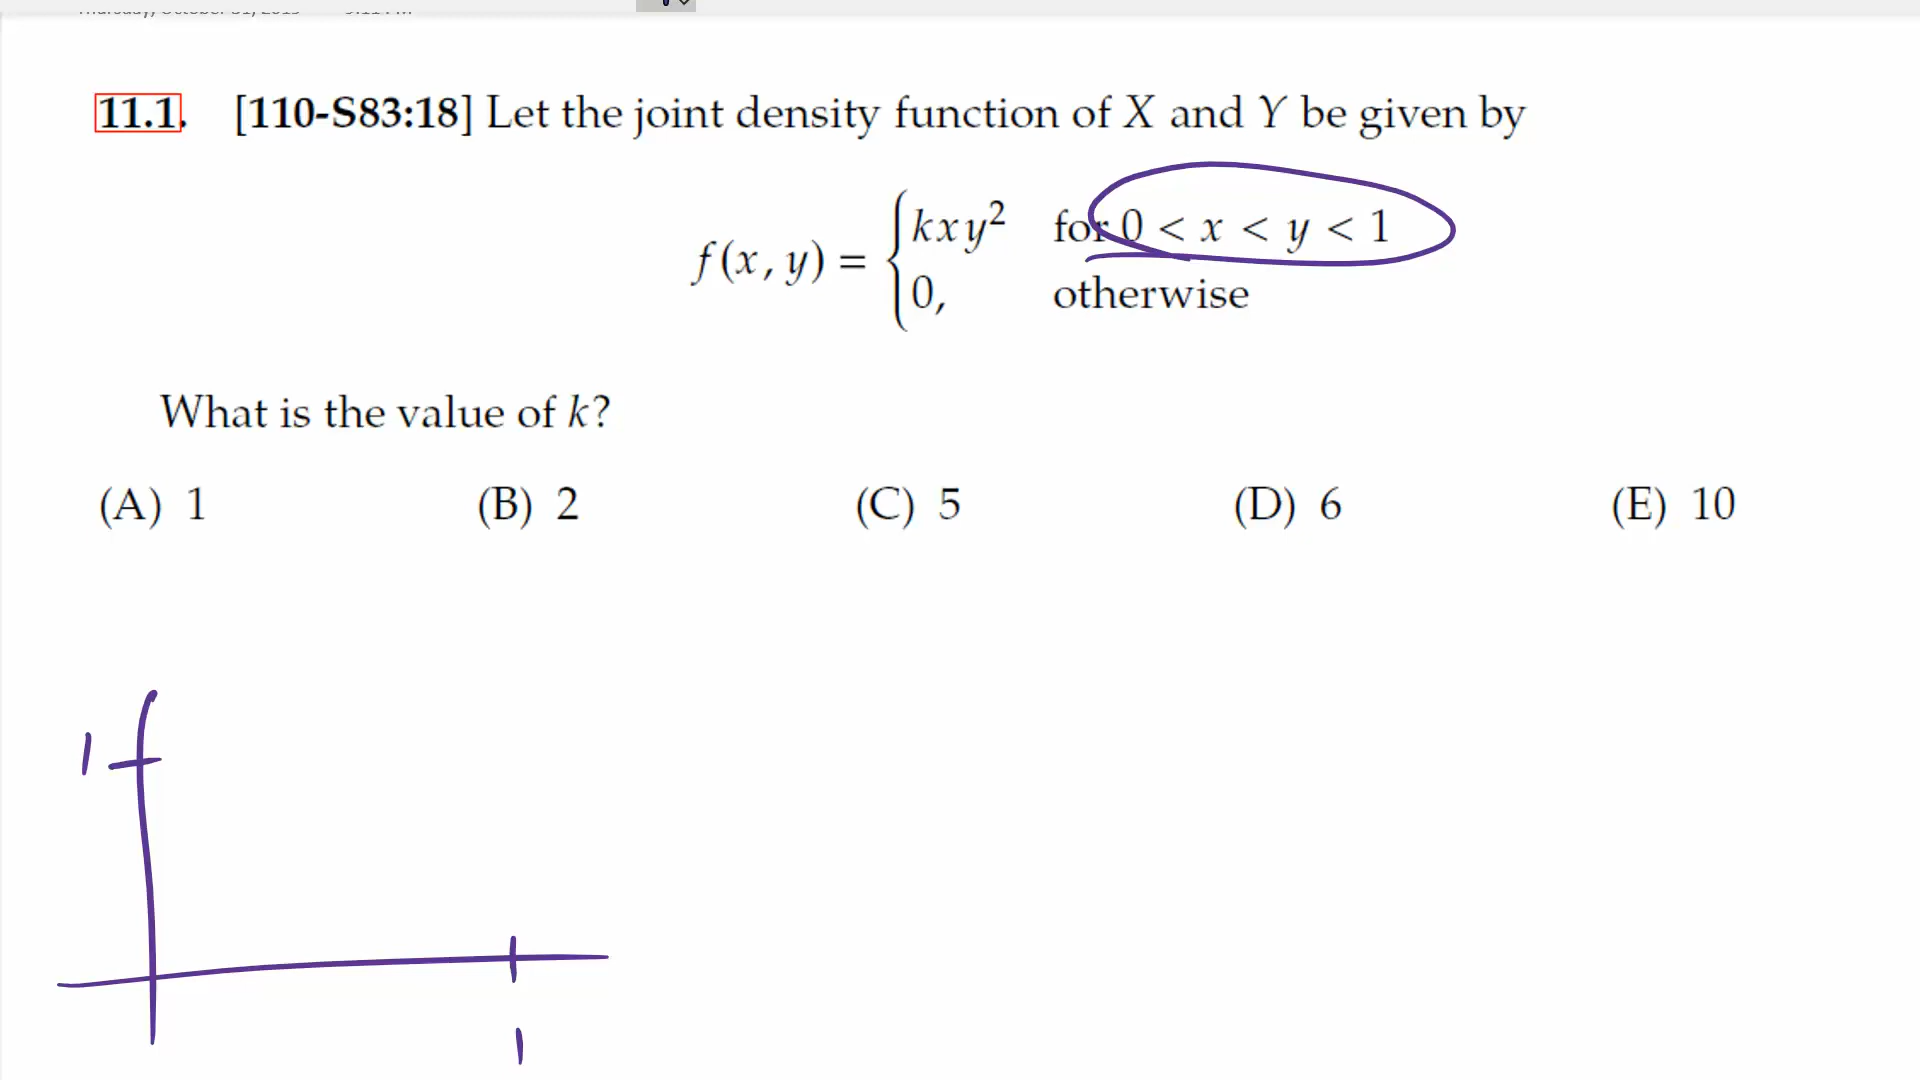 11.1. [110-S83:18] Let the joint density function of X and Y be given by
f(x, y) = { kxy² for 0 < x < y < 1
0, otherwise
What is the value of k?
(A) 1 (B) 2 (C) 5 (D) 6 (E) 10
1
1